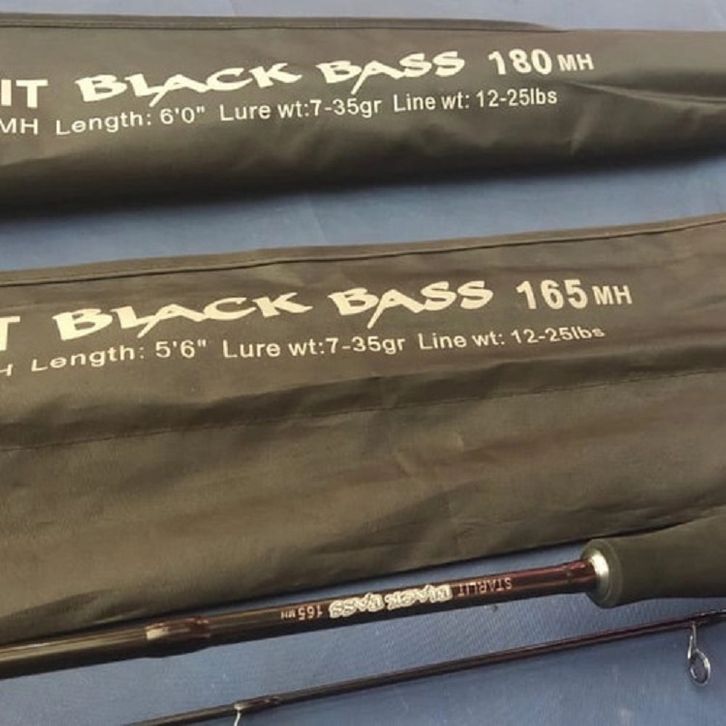 IT BLACK BASS 180 MH
MH Length: 6'0" Lure wt:7-35gr Line wt: 12-25lbs
T BLACK BASS 165 MH
H Length: 5'6" Lure wt:7-35gr Line wt: 12-25lbs
STARLIT BLACK BASS 165 MH